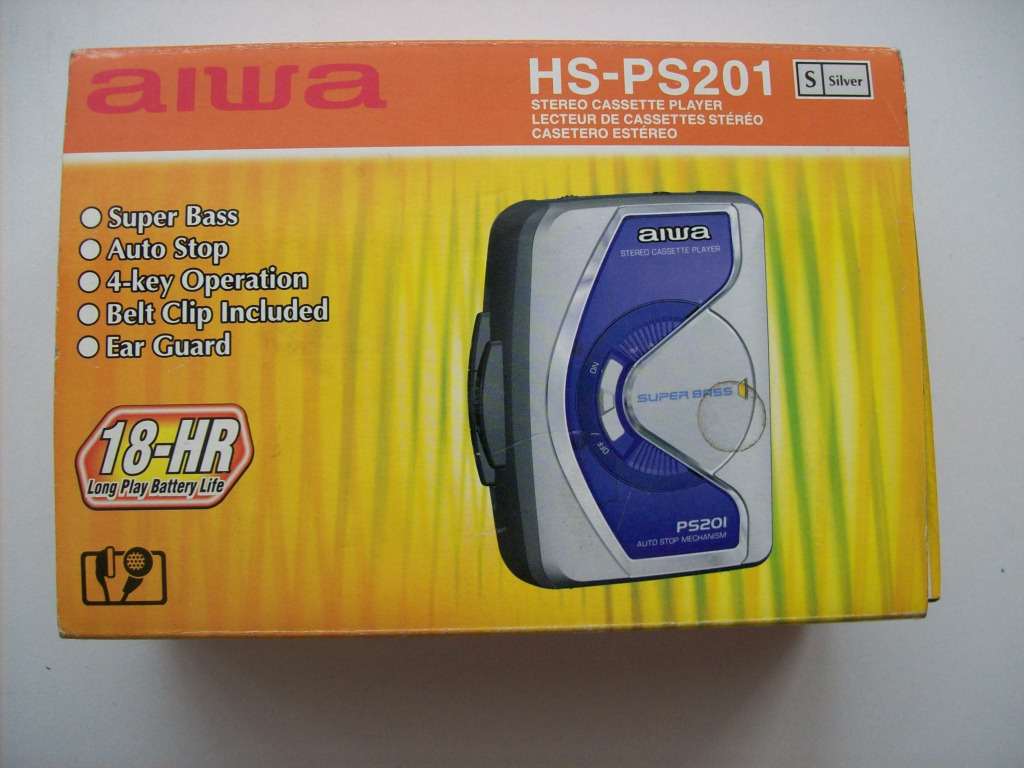 aiwa
HS-PS201
S Silver
STEREO CASSETTE PLAYER
LECTEUR DE CASSETTES STÉRÉO
CASETERO ESTÉREO
Super Bass
Auto Stop
4-key Operation
Belt Clip Included
Ear Guard
18-HR
Long Play Battery Life
aiwa
STEREO CASSETTE PLAYER
ON
SUPER BASS
OFF
PS201
AUTO STOP MECHANISM